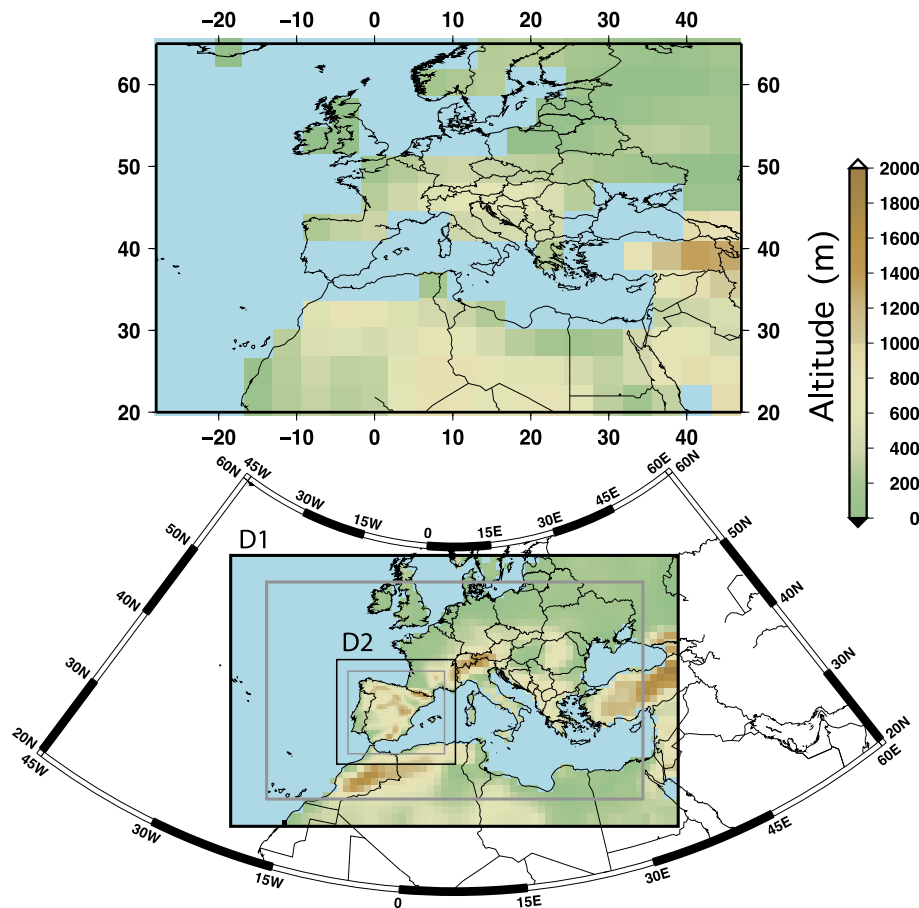 −20 −10 0 10 20 30 40
60 60
50 50
40 40
30 30
20 20
−20 −10 0 10 20 30 40
2000
1800
1600
1400
1200
1000
800
600
400
200
0
Altitude (m)
60N 45W 30W 15W 0 15E 30E 45E 60E 60N
50N 50N
40N 40N
30N 30N
20N 20N
45W 30W 15W 0 15E 30E 45E 60E
D1
D2